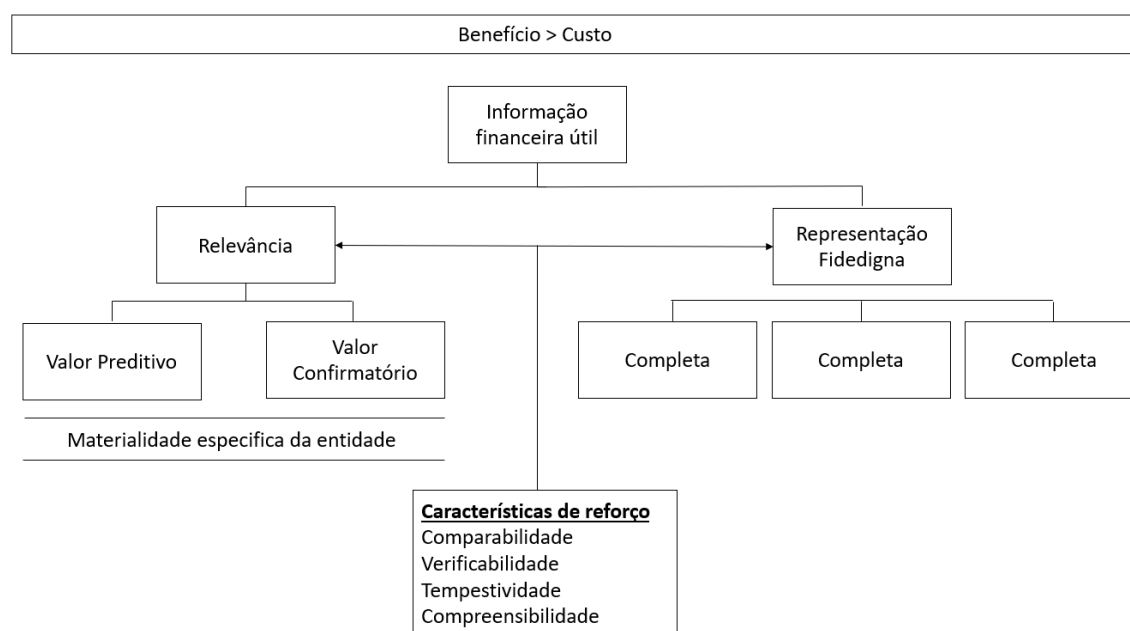 Benefício > Custo
Informação
financeira útil
Relevância
Representação
Fidedigna
Valor Preditivo
Valor
Confirmatório
Completa
Completa
Completa
Materialidade especifica da entidade
Características de reforço
Comparabilidade
Verificabilidade
Tempestividade
Compreensibilidade